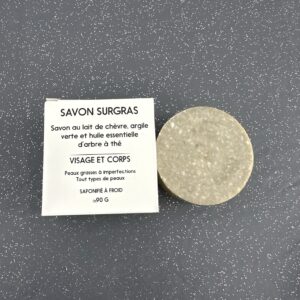 SAVON SURGRAS
Savon au lait de chèvre, argile
verte et huile essentielle
d'arbre à thé
VISAGE ET CORPS
Peaux grasses à imperfections
Tout types de peaux
SAPONIFIÉ À FROID
≈90 G